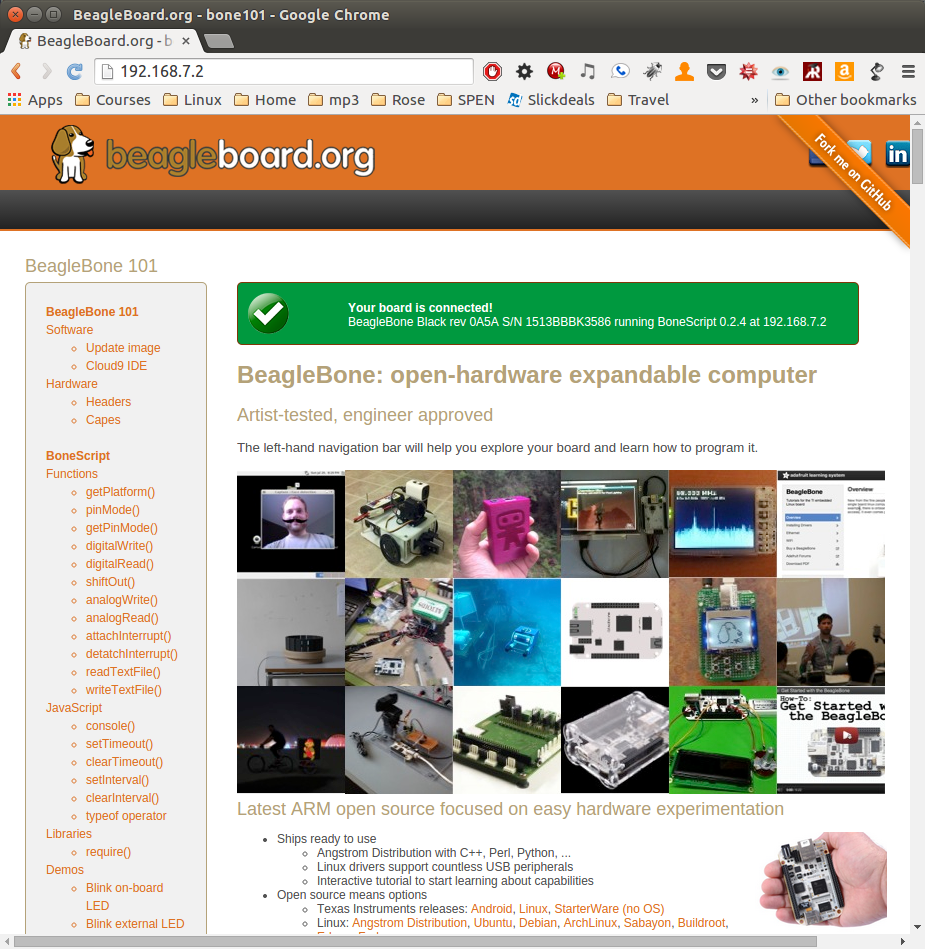 BeagleBoard.org - bone101 - Google Chrome
BeagleBoard.org - b
192.168.7.2
Apps Courses Linux Home mp3 Rose SPEN Slickdeals Travel » Other bookmarks
beagleboard.org
Fork me on GitHub
in
BeagleBone 101
BeagleBone 101
Software
Update image
Cloud9 IDE
Hardware
Headers
Capes
BoneScript
Functions
getPlatform()
pinMode()
getPinMode()
digitalWrite()
digitalRead()
shiftOut()
analogWrite()
analogRead()
attachInterrupt()
detatchInterrupt()
readTextFile()
writeTextFile()
JavaScript
console()
setTimeout()
clearTimeout()
setInterval()
clearInterval()
typeof operator
Libraries
require()
Demos
Blink on-board
LED
Blink external LED
Your board is connected!
BeagleBone Black rev 0A5A S/N 1513BBBK3586 running BoneScript 0.2.4 at 192.168.7.2
BeagleBone: open-hardware expandable computer
Artist-tested, engineer approved
The left-hand navigation bar will help you explore your board and learn how to program it.
adafruit learning system
BeagleBone
Overview
How-To:
Get Started w
the BeagleBo
Latest ARM open source focused on easy hardware experimentation
Ships ready to use
Angstrom Distribution with C++, Perl, Python, ...
Linux drivers support countless USB peripherals
Interactive tutorial to start learning about capabilities
Open source means options
Texas Instruments releases: Android, Linux, StarterWare (no OS)
Linux: Angstrom Distribution, Ubuntu, Debian, ArchLinux, Sabayon, Buildroot,